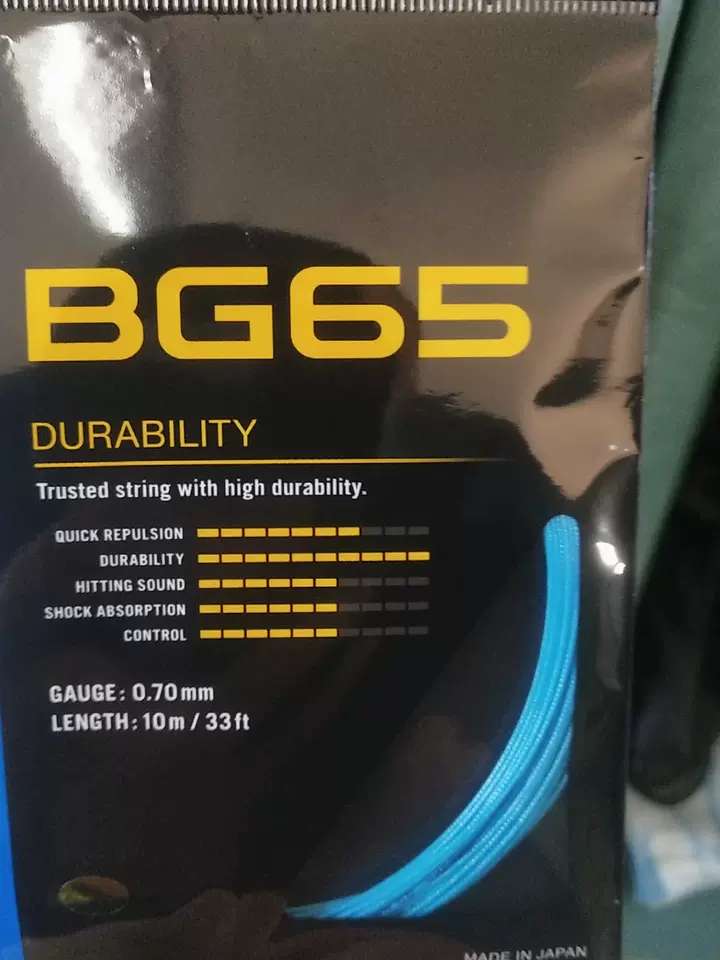 BG65
DURABILITY
Trusted string with high durability.
QUICK REPULSION
DURABILITY
HITTING SOUND
SHOCK ABSORPTION
CONTROL
GAUGE: 0.70mm
LENGTH: 10m / 33ft
MADE IN JAPAN